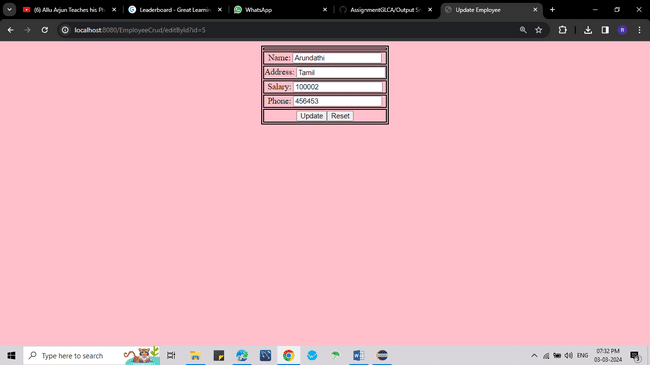 (6) Allu Arjun Teaches his Ph
Leaderboard - Great Learnin
WhatsApp
AssignmentGLCA/Output Sn
Update Employee
localhost:8080/EmployeeCrud/editById?id=5
Name: Arundathi
Address: Tamil
Salary: 100002
Phone: 456453
Update Reset
Type here to search
ENG
07:32 PM
03-03-2024